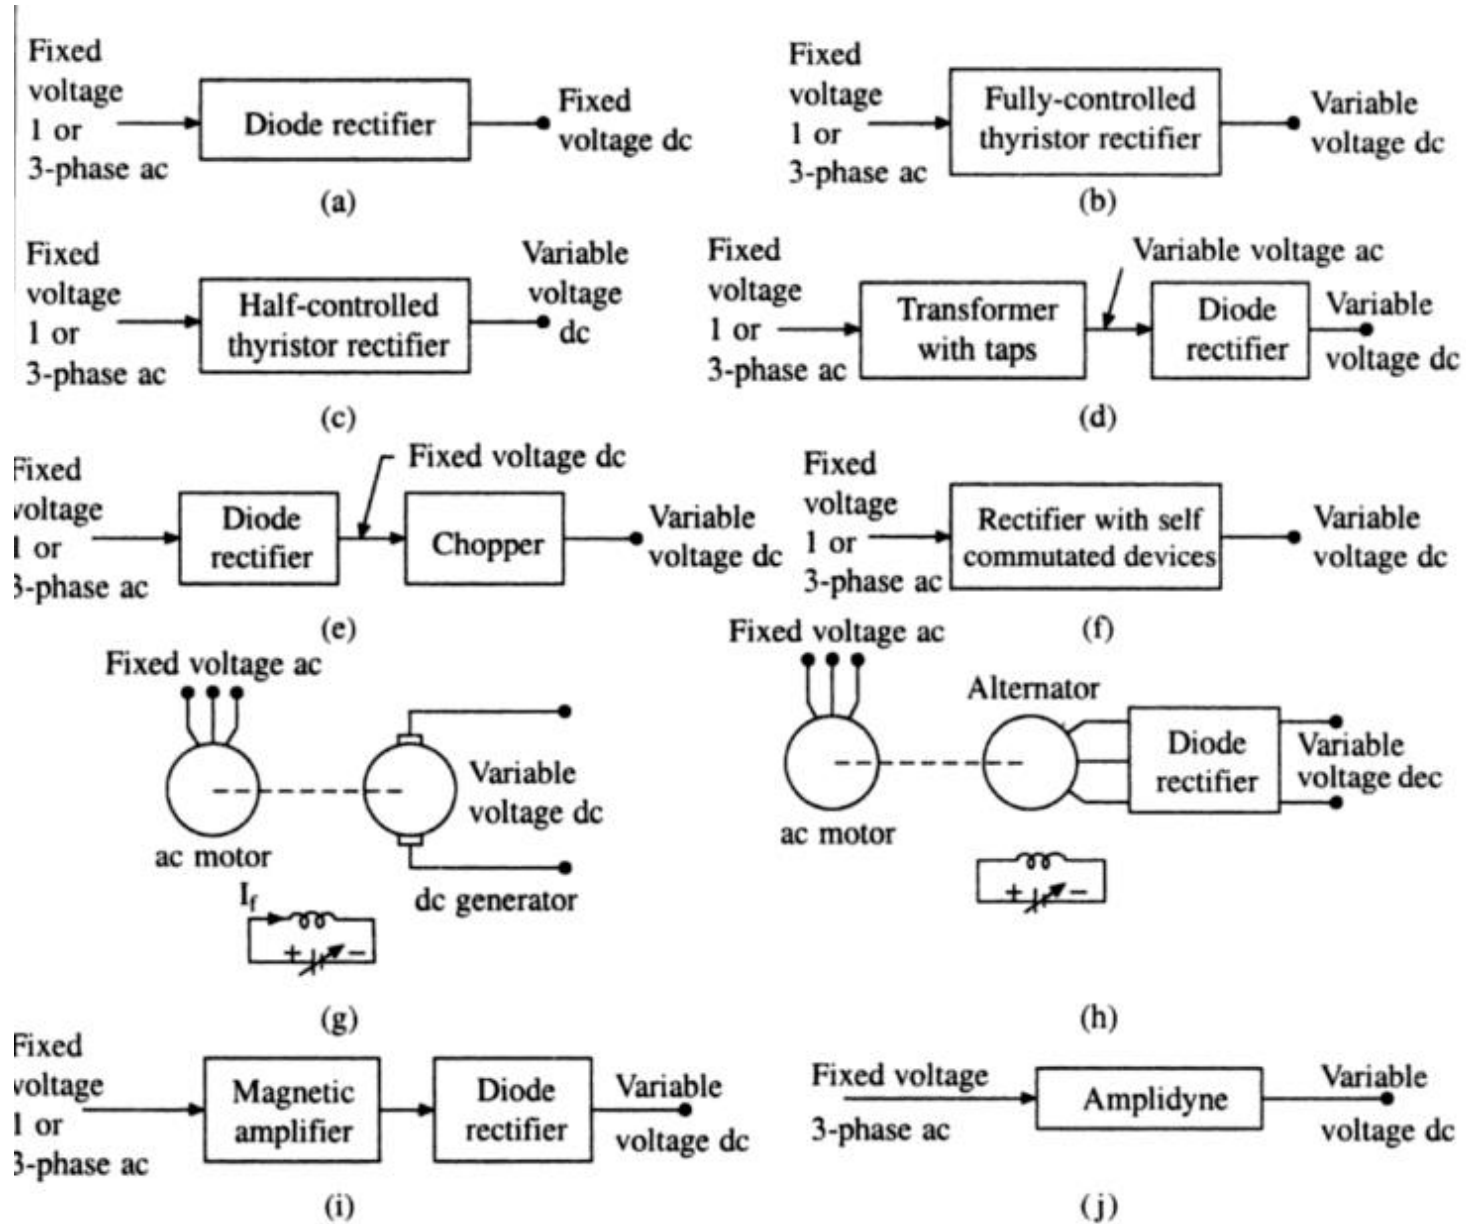 Fixed
voltage
1 or
3-phase ac
Diode rectifier
Fixed
voltage dc
(a)
Fixed
voltage
1 or
3-phase ac
Fully-controlled
thyristor rectifier
Variable
voltage dc
(b)
Fixed
voltage
1 or
3-phase ac
Half-controlled
thyristor rectifier
Variable
voltage
dc
(c)
Fixed
voltage
1 or
3-phase ac
Transformer
with taps
Variable voltage ac
Diode
rectifier
Variable
voltage dc
(d)
Fixed
voltage
1 or
3-phase ac
Diode
rectifier
Fixed voltage dc
Chopper
Variable
voltage dc
(e)
Fixed
voltage
1 or
3-phase ac
Rectifier with self
commutated devices
Variable
voltage dc
(f)
Fixed voltage ac
ac motor
Variable
voltage dc
dc generator
If
+ −
(g)
Fixed voltage ac
ac motor
Alternator
Diode
rectifier
Variable
voltage dec
+ −
(h)
Fixed
voltage
1 or
3-phase ac
Magnetic
amplifier
Diode
rectifier
Variable
voltage dc
(i)
Fixed voltage
3-phase ac
Amplidyne
Variable
voltage dc
(j)